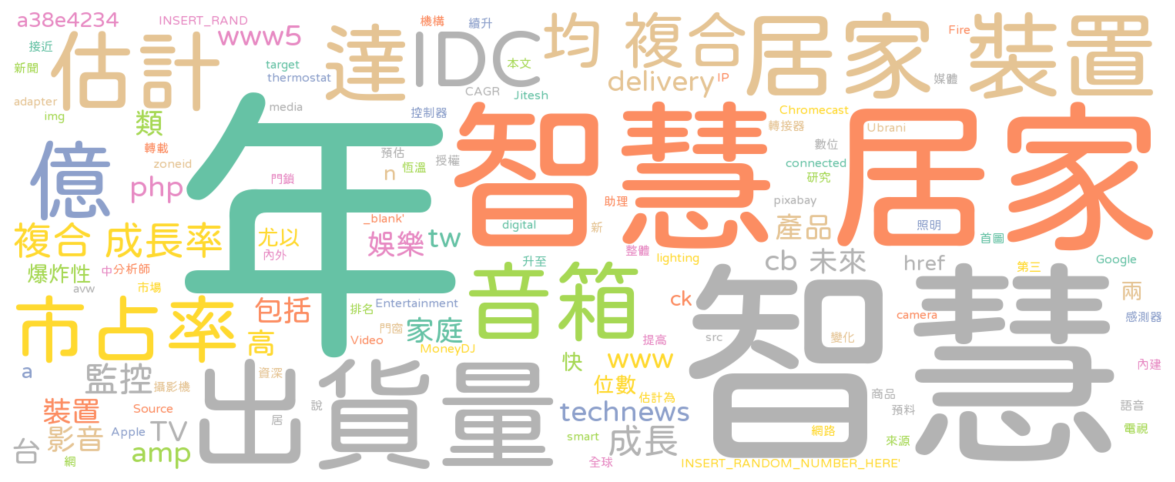 a38e4234
INSERT_RAND
www5
機構
續升
IDC
均
複合
居家
裝置
Fire
接近
估計
達
本文
target
delivery
IP
媒體
新聞
thermostat
CAGR
Jitesh
adapter
img
類
media
控制器
智慧居家
Chromecast
轉接器
Ubrani
轉載
zoneid
年
預估
授權
數位
億
恆溫
connected
研究
php
門鎖
n
助理
pixabay
_blank'
digital
新
產品
照明
複合 成長率
尤以
娛樂
tw
整體
首圖
內外
爆炸性
中
分析師
升至
lighting
cb
未來
href
第三
Google
avw
市場
音箱
智慧
兩
市占率
包括
排名
Entertainment
ck
camera
感測器
高
Video
家庭
門窗
MoneyDJ
提高
src
變化
快
www
內建
a
監控
攝影機
資深
出貨量
位數
估計為
商品
預料
語音
裝置
Source
居
說
technews
台
影音
Apple
TV
smart
成長
網路
來源
電視
網
amp
全球
INSERT_RANDOM_NUMBER_HERE'